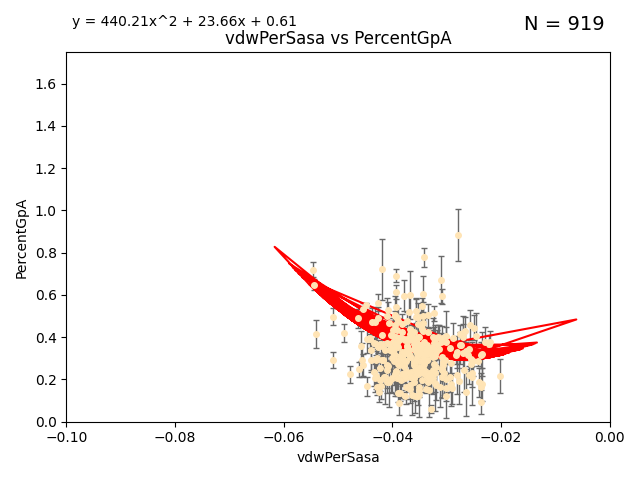 y = 440.21x^2 + 23.66x + 0.61
N = 919
vdwPerSasa vs PercentGpA
1.6
1.4
1.2
1.0
0.8
0.6
0.4
0.2
0.0
PercentGpA
−0.10 −0.08 −0.06 −0.04 −0.02 0.00
vdwPerSasa